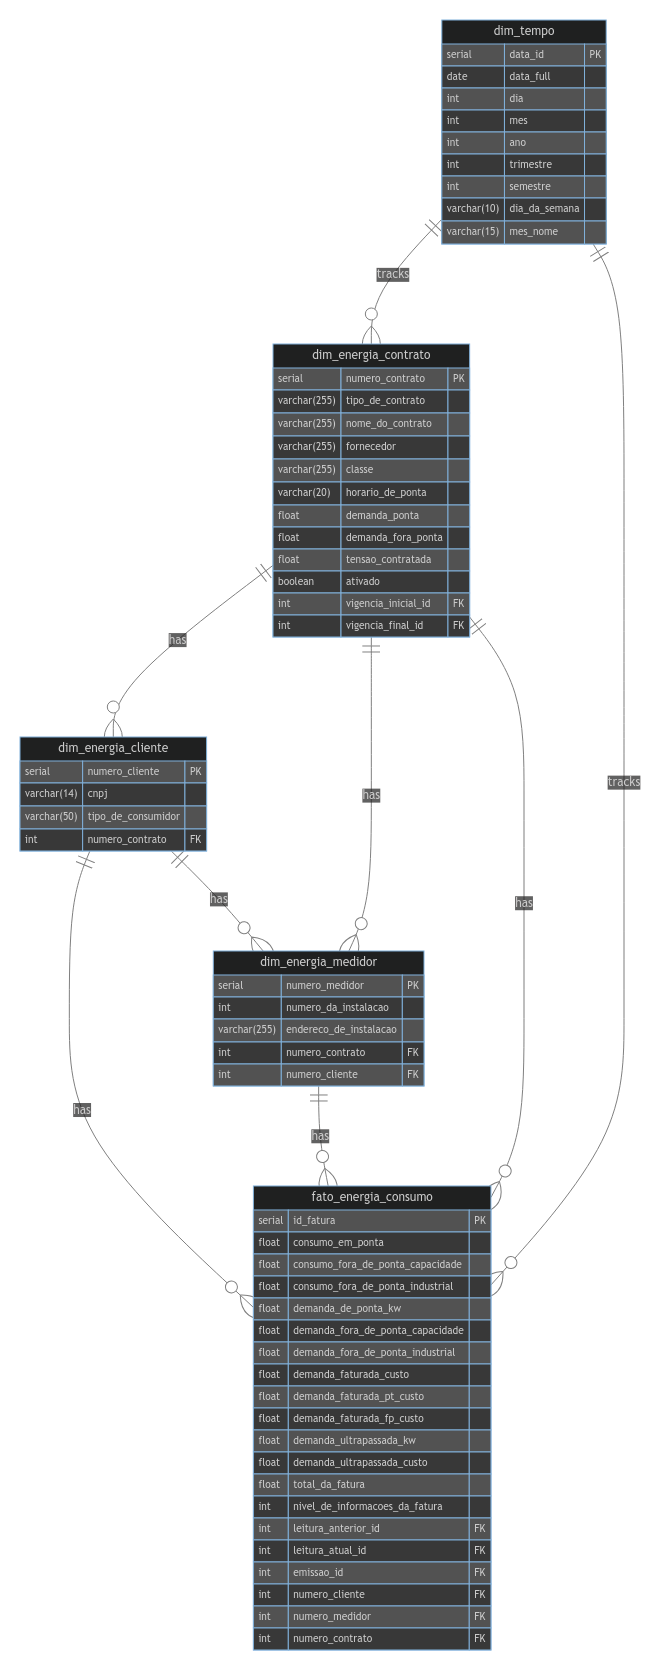 dim_tempo
serial data_id PK
date data_full
int dia
int mes
int ano
int trimestre
int semestre
varchar(10) dia_da_semana
varchar(15) mes_nome
tracks
dim_energia_contrato
serial numero_contrato PK
varchar(255) tipo_de_contrato
varchar(255) nome_do_contrato
varchar(255) fornecedor
varchar(255) classe
varchar(20) horario_de_ponta
float demanda_ponta
float demanda_fora_ponta
float tensao_contratada
boolean ativado
int vigencia_inicial_id FK
int vigencia_final_id FK
has
dim_energia_cliente
serial numero_cliente PK
varchar(14) cnpj
varchar(50) tipo_de_consumidor
int numero_contrato FK
tracks
has
has
has
dim_energia_medidor
serial numero_medidor PK
int numero_da_instalacao
varchar(255) endereco_de_instalacao
int numero_contrato FK
int numero_cliente FK
has
has
fato_energia_consumo
serial id_fatura PK
float consumo_em_ponta
float consumo_fora_de_ponta_capacidade
float consumo_fora_de_ponta_industrial
float demanda_de_ponta_kw
float demanda_fora_de_ponta_capacidade
float demanda_fora_de_ponta_industrial
float demanda_faturada_custo
float demanda_faturada_pt_custo
float demanda_faturada_fp_custo
float demanda_ultrapassada_kw
float demanda_ultrapassada_custo
float total_da_fatura
int nivel_de_informacoes_da_fatura
int leitura_anterior_id FK
int leitura_atual_id FK
int emissao_id FK
int numero_cliente FK
int numero_medidor FK
int numero_contrato FK